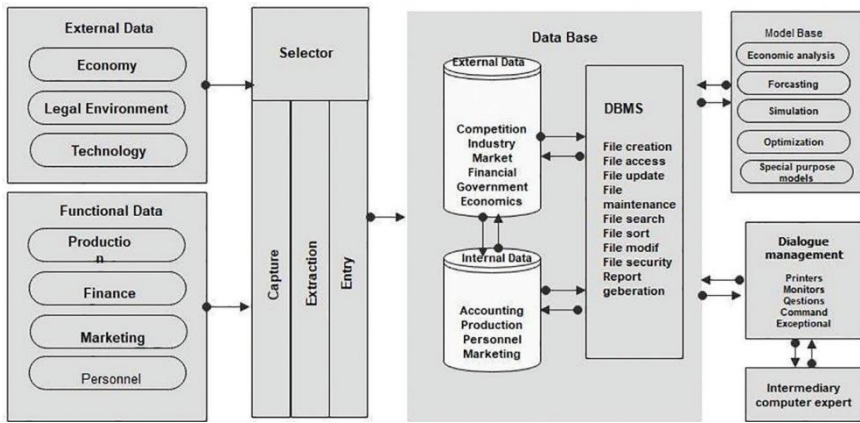 External Data
Economy
Legal Environment
Technology
Functional Data
Productio
n
Finance
Marketing
Personnel
Selector
Capture
Extraction
Entry
Data Base
External Data
Competition
Industry
Market
Financial
Government
Economics
Internal Data
Accounting
Production
Personnel
Marketing
DBMS
File creation
File access
File update
File
maintenance
File search
File sort
File modif
File security
Report
geberation
Model Base
Economic analysis
Forcasting
Simulation
Optimization
Special purpose
models
Dialogue
management
Printers
Monitors
Qestions
Command
Exceptional
Intermediary
computer expert